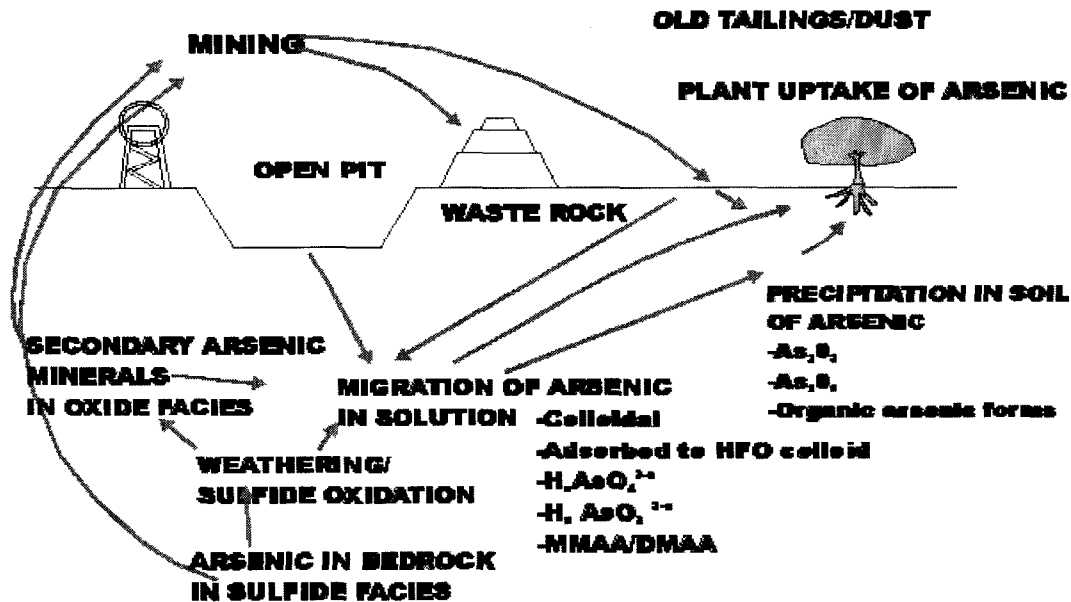 OLD TAILINGS/DUST
MINING
PLANT UPTAKE OF ARSENIC
OPEN PIT
WASTE ROCK
PRECIPITATION IN SOIL
OF ARSENIC
-Organic arsenic forms
SECONDARY ARSENIC
MINERALS
IN OXIDE FACIES
MIGRATION OF ARSENIC
IN SOLUTION
-Colloidal
-Adsorbed to HFO colloid
-MMAA/DMAA
WEATHERING/
SULFIDE OXIDATION
ARSENIC IN BEDROCK
IN SULFIDE FACIES